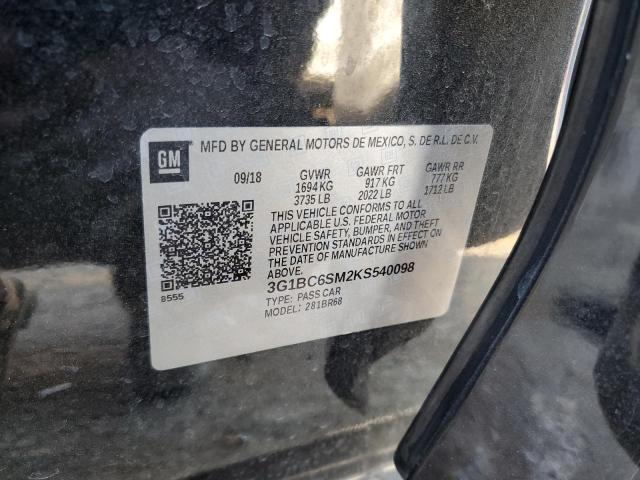 GM
MFD BY GENERAL MOTORS DE MEXICO, S. DE R.L. DE C.V.
09/18 GVWR GAWR FRT GAWR RR
1694 KG 917 KG 777 KG
3735 LB 2022 LB 1712 LB
THIS VEHICLE CONFORMS TO ALL
APPLICABLE U.S. FEDERAL MOTOR
VEHICLE SAFETY, BUMPER, AND THEFT
PREVENTION STANDARDS IN EFFECT ON
THE DATE OF MANUFACTURE SHOWN
ABOVE.
3G1BC6SM2KS540098
TYPE: PASS CAR
MODEL: 281BR68
8555